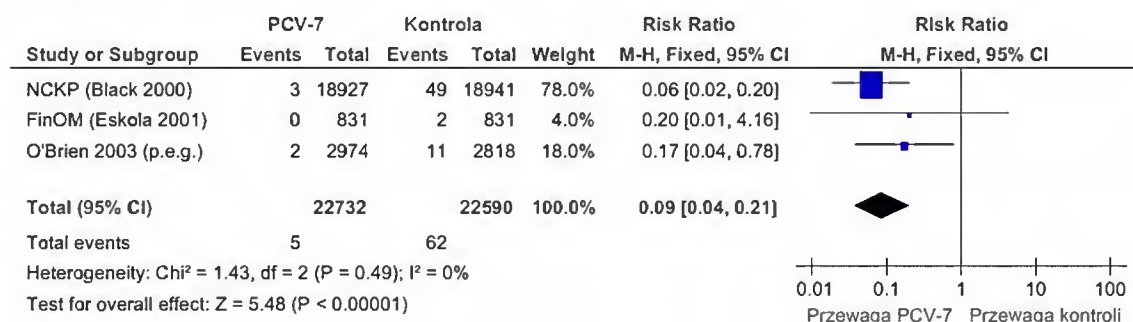 PCV-7 Kontrola Risk Ratio RIsk Ratio
Study or Subgroup Events Total Events Total Weight M-H, Fixed, 95% CI M-H, Fixed, 95% CI
NCKP (Black 2000) 3 18927 49 18941 78.0% 0.06 [0.02, 0.20]
FinOM (Eskola 2001) 0 831 2 831 4.0% 0.20 [0.01, 4.16]
O'Brien 2003 (p.e.g.) 2 2974 11 2818 18.0% 0.17 [0.04, 0.78]
Total (95% CI) 22732 22590 100.0% 0.09 [0.04, 0.21]
Total events 5 62
Heterogeneity: Chi² = 1.43, df = 2 (P = 0.49); I² = 0%
Test for overall effect: Z = 5.48 (P < 0.00001)
0.01 0.1 1 10 100
Przewaga PCV-7 Przewaga kontroli